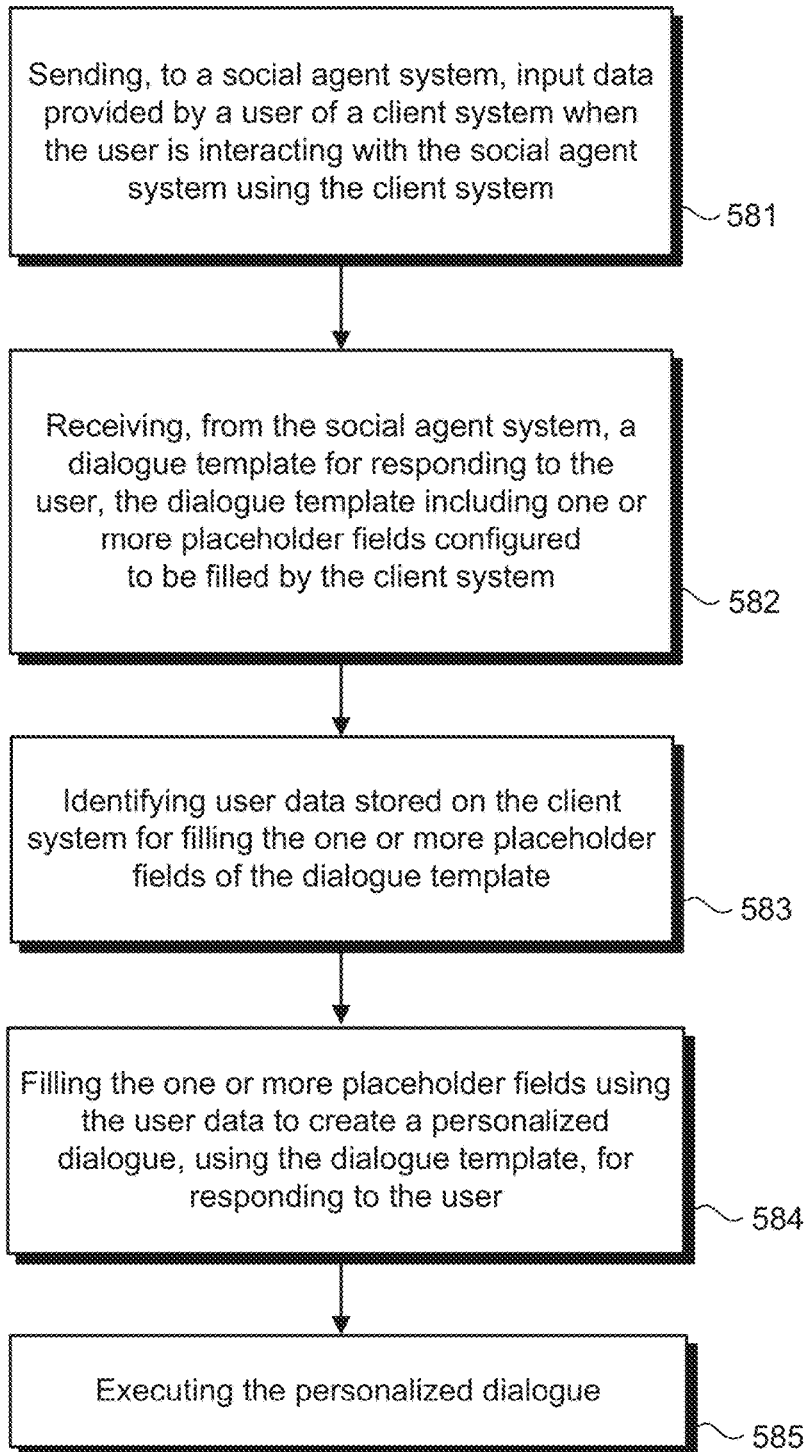 Sending, to a social agent system, input data
provided by a user of a client system when
the user is interacting with the social agent
system using the client system
581
Receiving, from the social agent system, a
dialogue template for responding to the
user, the dialogue template including one or
more placeholder fields configured
to be filled by the client system
582
Identifying user data stored on the client
system for filling the one or more placeholder
fields of the dialogue template
583
Filling the one or more placeholder fields using
the user data to create a personalized
dialogue, using the dialogue template, for
responding to the user
584
Executing the personalized dialogue
585